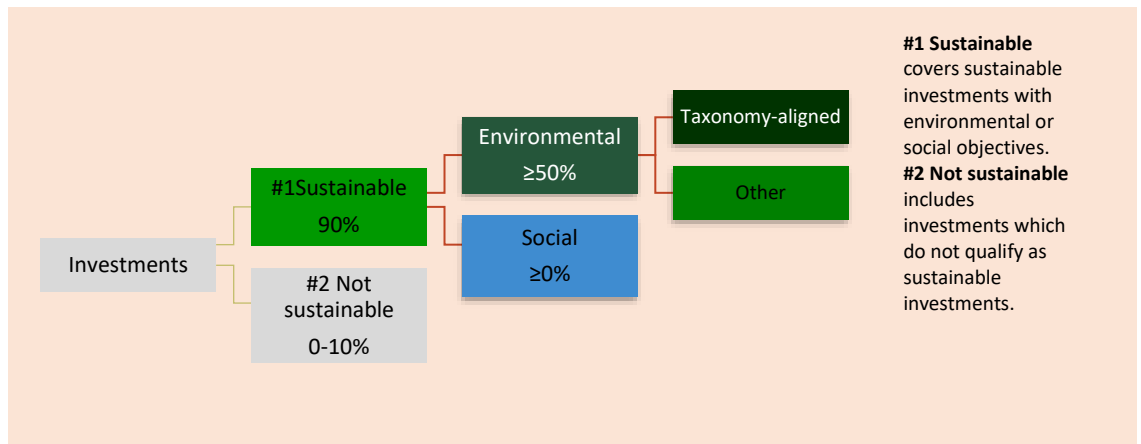 Investments
#1Sustainable
90%
#2 Not
sustainable
0-10%
Environmental
≥50%
Social
≥0%
Taxonomy-aligned
Other
#1 Sustainable
covers sustainable
investments with
environmental or
social objectives.
#2 Not sustainable
includes
investments which
do not qualify as
sustainable
investments.